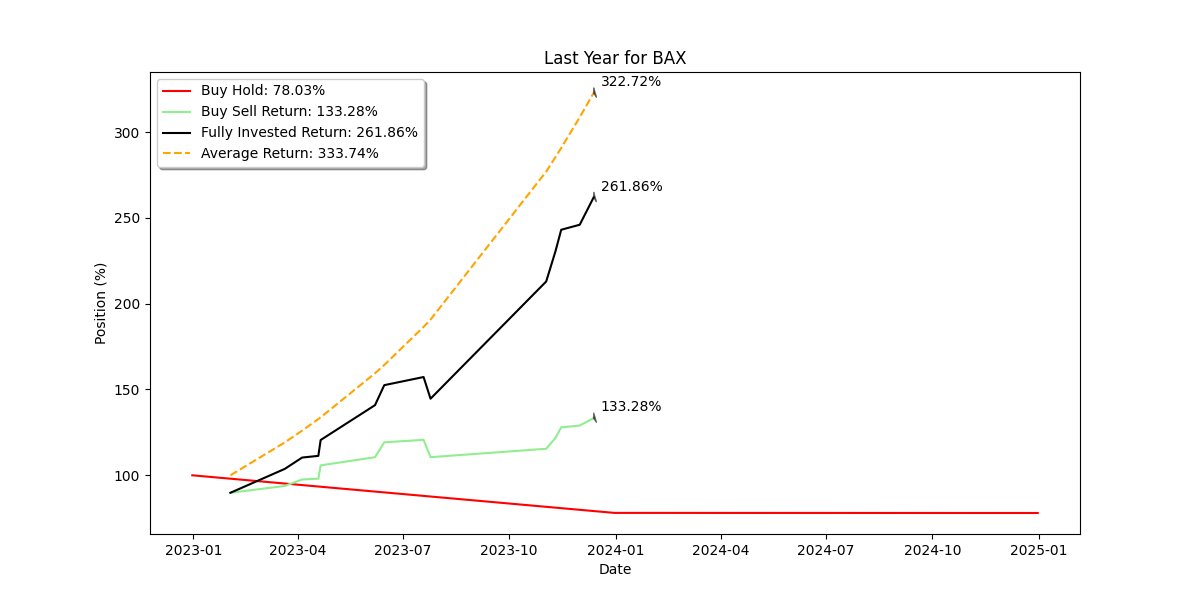 Last Year for BAX
Buy Hold: 78.03%
Buy Sell Return: 133.28%
Fully Invested Return: 261.86%
Average Return: 333.74%
322.72%
261.86%
133.28%
Position (%)
300
250
200
150
100
2023-01 2023-04 2023-07 2023-10 2024-01 2024-04 2024-07 2024-10 2025-01
Date